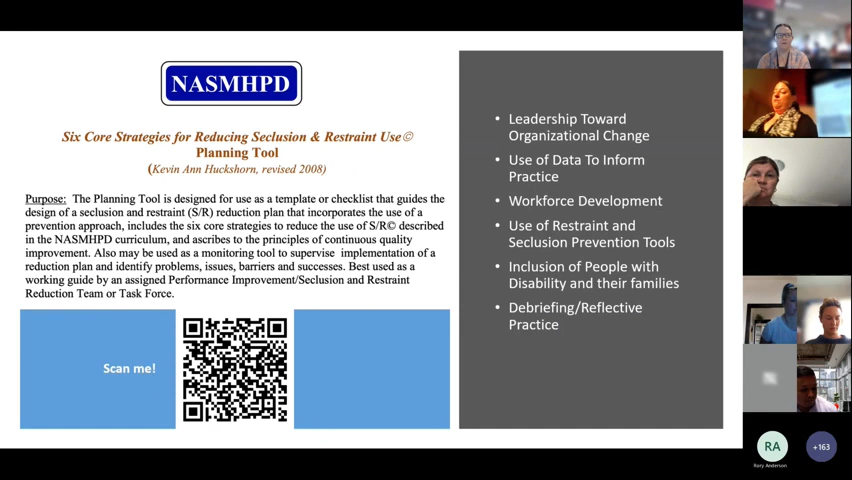 NASMHPD
Six Core Strategies for Reducing Seclusion & Restraint Use©
Planning Tool
(Kevin Ann Huckshorn, revised 2008)
Purpose: The Planning Tool is designed for use as a template or checklist that guides the
design of a seclusion and restraint (S/R) reduction plan that incorporates the use of a
prevention approach, includes the six core strategies to reduce the use of S/R© described
in the NASMHPD curriculum, and ascribes to the principles of continuous quality
improvement. Also may be used as a monitoring tool to supervise implementation of a
reduction plan and identify problems, issues, barriers and successes. Best used as a
working guide by an assigned Performance Improvement/Seclusion and Restraint
Reduction Team or Task Force.
Scan me!
• Leadership Toward
Organizational Change
• Use of Data To Inform
Practice
• Workforce Development
• Use of Restraint and
Seclusion Prevention Tools
• Inclusion of People with
Disability and their families
• Debriefing/Reflective
Practice
RA
+163
Rory Anderson